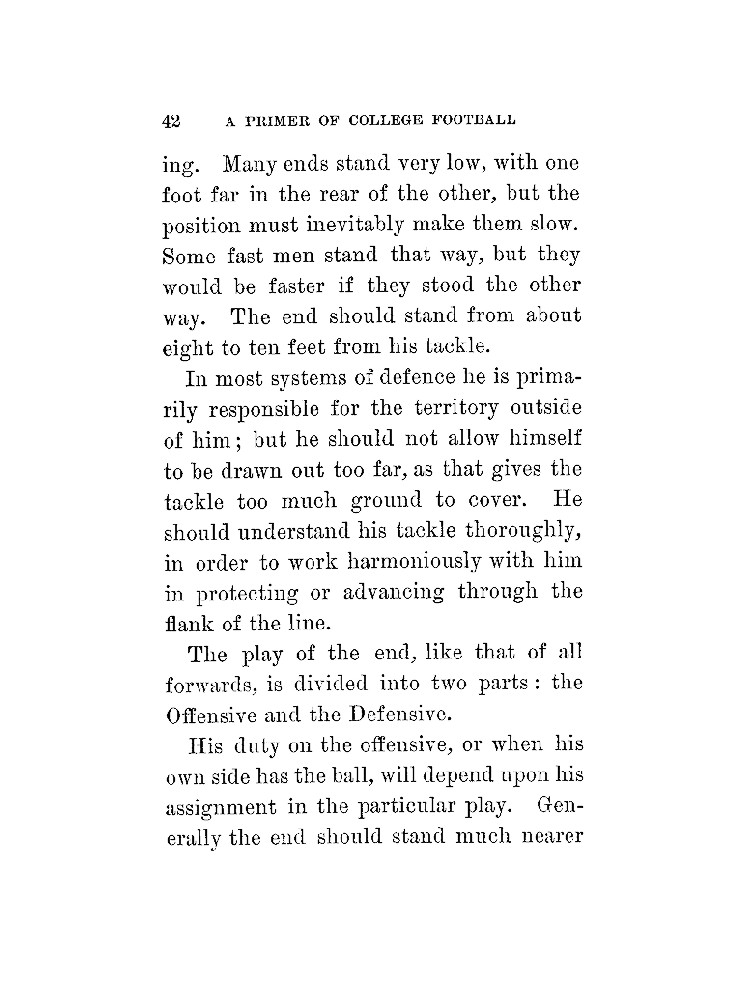 42 A PRIMER OF COLLEGE FOOTBALL
ing. Many ends stand very low, with one
foot far in the rear of the other, but the
position must inevitably make them slow.
Some fast men stand that way, but they
would be faster if they stood the other
way. The end should stand from about
eight to ten feet from his tackle.
In most systems of defence he is prima-
rily responsible for the territory outside
of him; but he should not allow himself
to be drawn out too far, as that gives the
tackle too much ground to cover. He
should understand his tackle thoroughly,
in order to work harmoniously with him
in protecting or advancing through the
flank of the line.
The play of the end, like that of all
forwards, is divided into two parts: the
Offensive and the Defensive.
His duty on the offensive, or when his
own side has the ball, will depend upon his
assignment in the particular play. Gen-
erally the end should stand much nearer